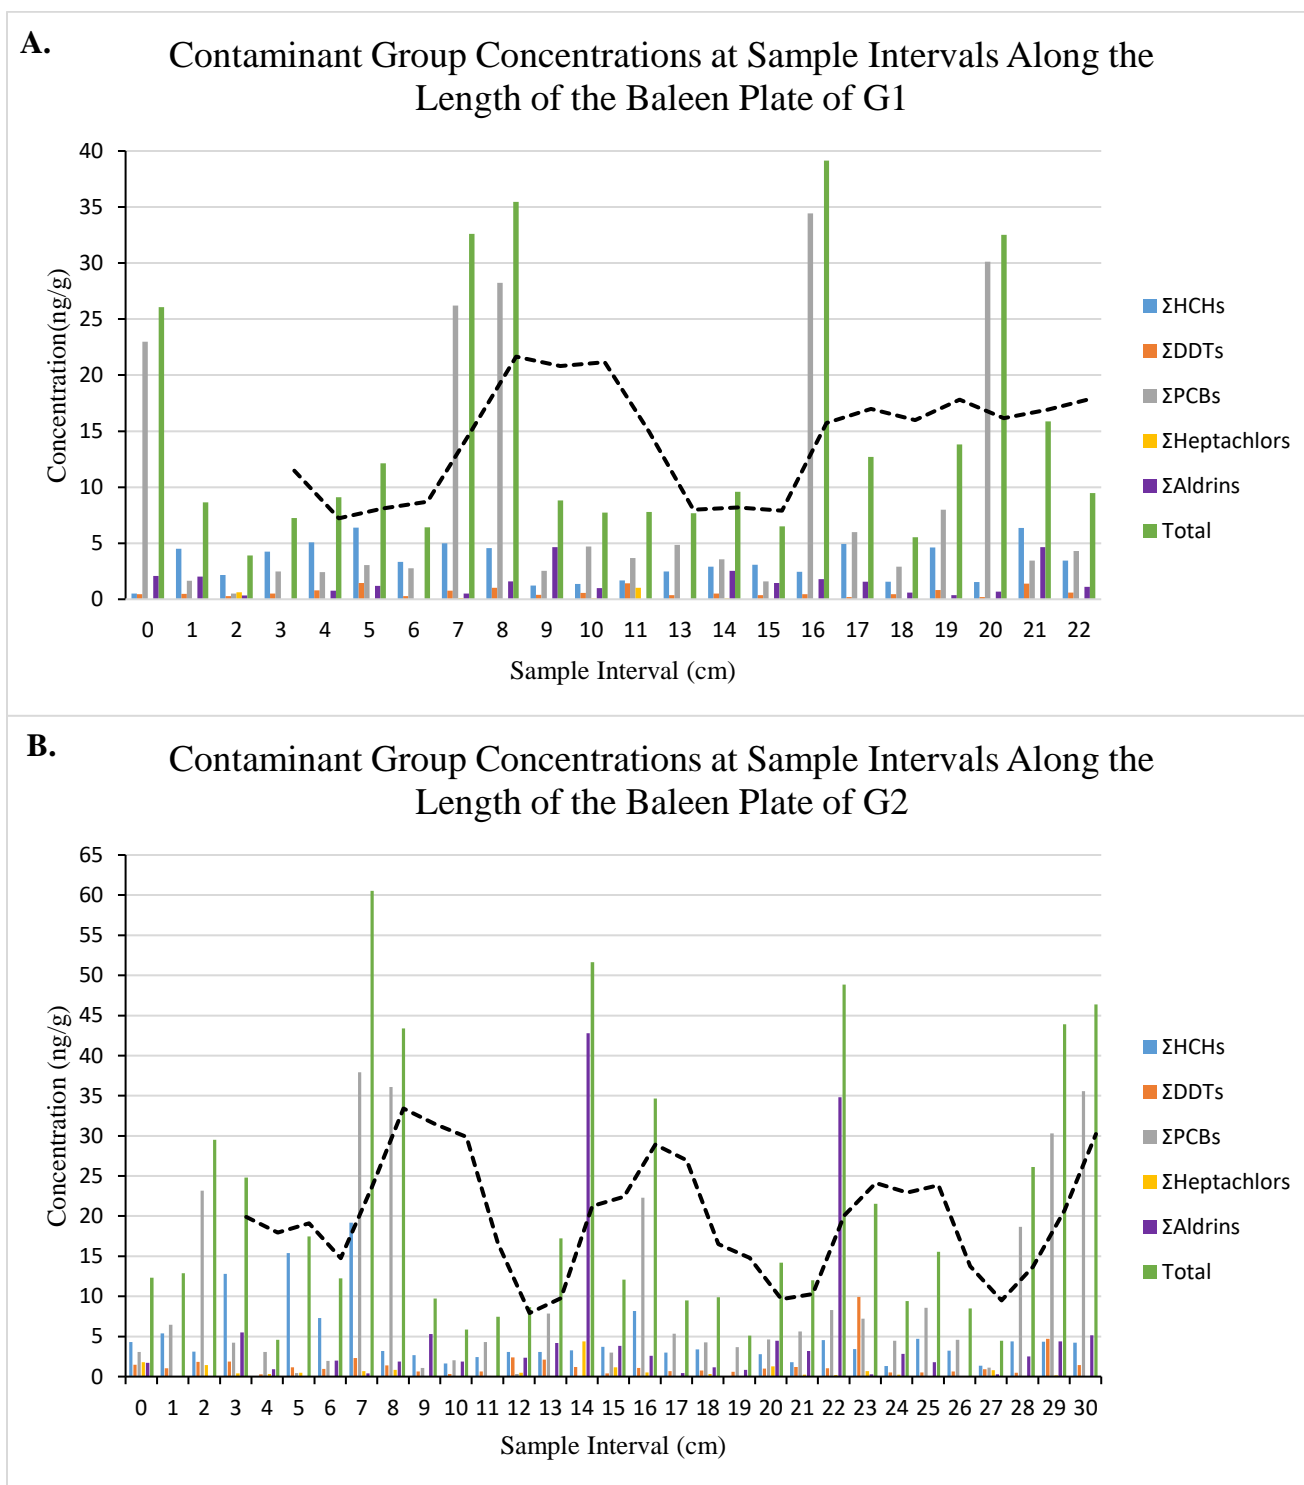 A.
Contaminant Group Concentrations at Sample Intervals Along the
Length of the Baleen Plate of G1
40
35
30
25
20
15
10
5
0
Concentration(ng/g)
0 1 2 3 4 5 6 7 8 9 10 11 13 14 15 16 17 18 19 20 21 22
Sample Interval (cm)
ΣHCHs
ΣDDTs
ΣPCBs
ΣHeptachlors
ΣAldrins
Total
B.
Contaminant Group Concentrations at Sample Intervals Along the
Length of the Baleen Plate of G2
65
60
55
50
45
40
35
30
25
20
15
10
5
0
Concentration (ng/g)
0 1 2 3 4 5 6 7 8 9 10 11 12 13 14 15 16 17 18 19 20 21 22 23 24 25 26 27 28 29 30
Sample Interval (cm)
ΣHCHs
ΣDDTs
ΣPCBs
ΣHeptachlors
ΣAldrins
Total